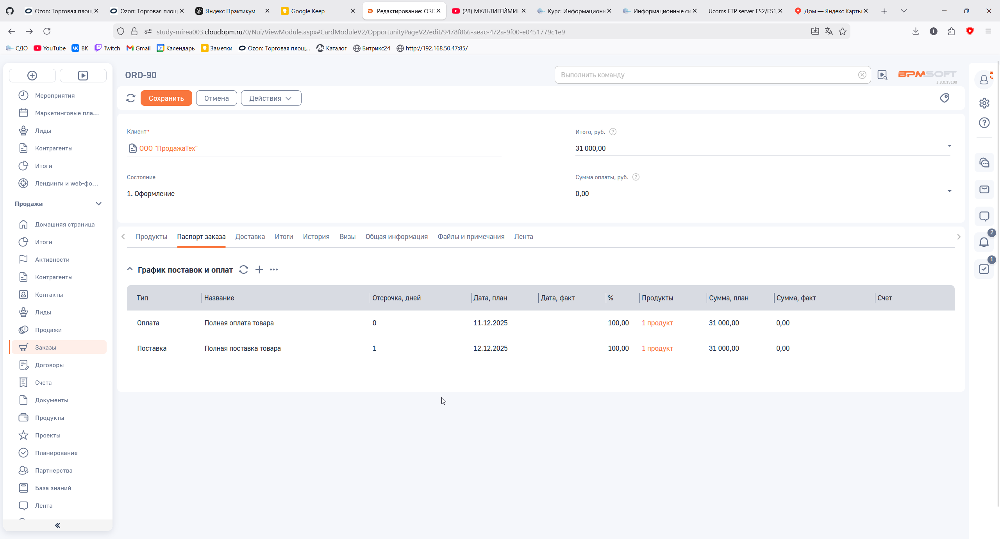 Ozon: Торговая площ
Ozon: Торговая площ
Яндекс Практикум
Google Keep
Редактирование: ORD
(28) МУЛЬТИГЕЙМИН
Курс: Информационн
Информационные си
Ucoms FTP server FS2/FS1
Дом — Яндекс Карты
study-mirea003.cloudbpm.ru/0/Nui/ViewModule.aspx#CardModuleV2/OpportunityPageV2/edit/9478f866-aeac-472a-9f00-e0451779c1e9
СДО
YouTube
ВК
Twitch
Gmail
31
Календарь
Заметки
Ozon: Торговая площ...
Каталог
Битрикс24
http://192.168.50.47:85/
Мероприятия
Маркетинговые пла...
Лиды
Контрагенты
Итоги
Лендинги и web-фо...
Продажи
Домашняя страница
Итоги
Активности
Контрагенты
Контакты
Лиды
Продажи
Заказы
Договоры
Счета
Документы
Продукты
Проекты
Планирование
Партнерства
База знаний
Лента
ORD-90
Выполнить команду
BPMSOFT
1.8.0.19108
Сохранить
Отмена
Действия
Клиент*
ООО "ПродажаТех"
Итого, руб.
31 000,00
Состояние
1. Оформление
Сумма оплаты, руб.
0,00
Продукты
Паспорт заказа
Доставка
Итоги
История
Визы
Общая информация
Файлы и примечания
Лента
График поставок и оплат
Тип Название Отсрочка, дней Дата, план Дата, факт % Продукты Сумма, план Сумма, факт Счет
Оплата Полная оплата товара 0 11.12.2025 100,00 1 продукт 31 000,00 0,00
Поставка Полная поставка товара 1 12.12.2025 100,00 1 продукт 31 000,00 0,00
2
1